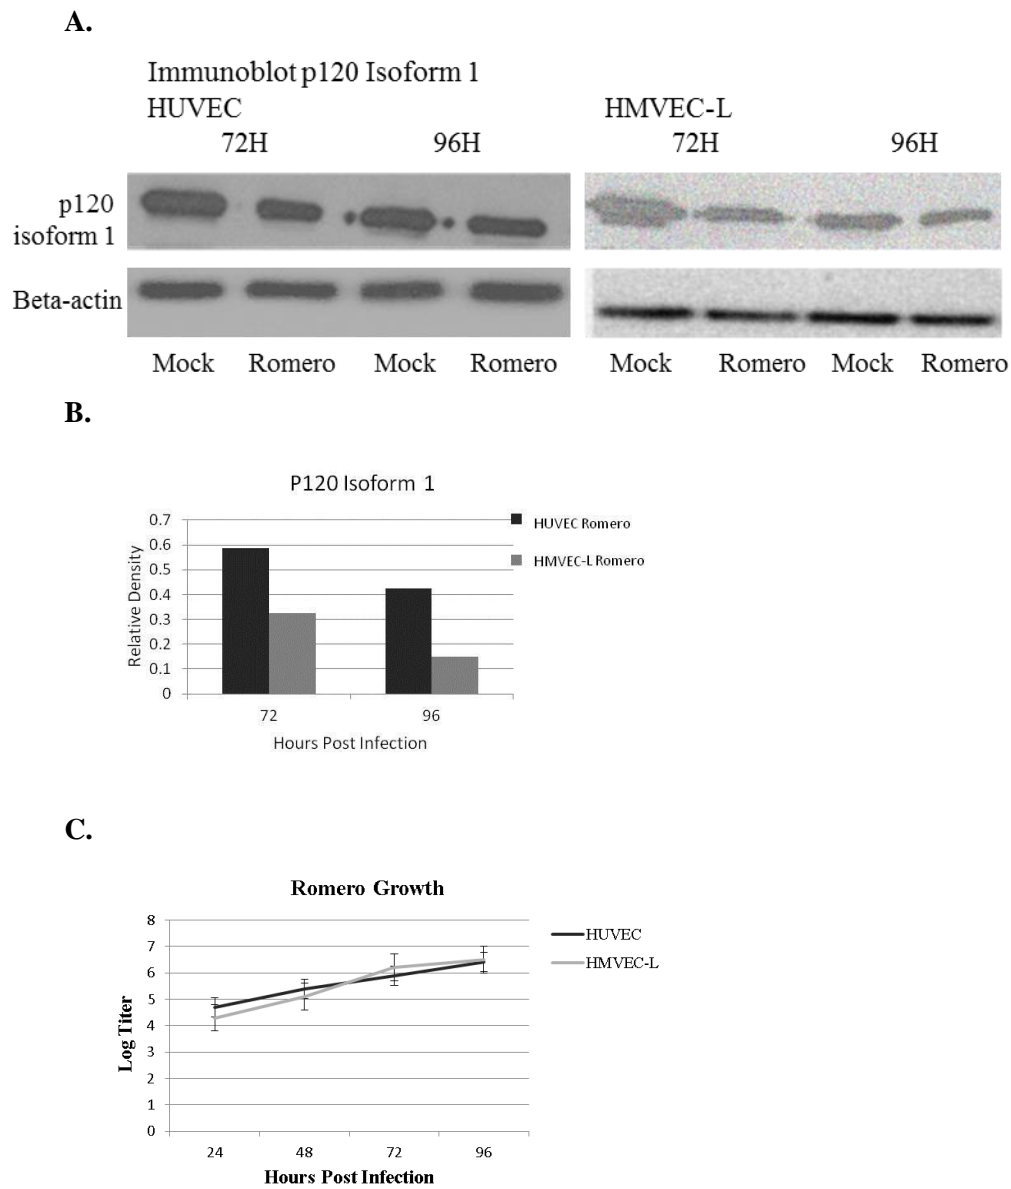 A.
Immunoblot p120 Isoform 1
HUVEC
HMVEC-L
72H
96H
72H
96H
p120
isoform 1
Beta-actin
Mock
Romero
Mock
Romero
Mock
Romero
Mock
Romero
B.
P120 Isoform 1
0.7
0.6
0.5
0.4
0.3
0.2
0.1
0
Relative Density
72
96
Hours Post Infection
HUVEC Romero
HMVEC-L Romero
C.
Romero Growth
8
7
6
5
4
3
2
1
0
Log Titer
24
48
72
96
Hours Post Infection
HUVEC
HMVEC-L